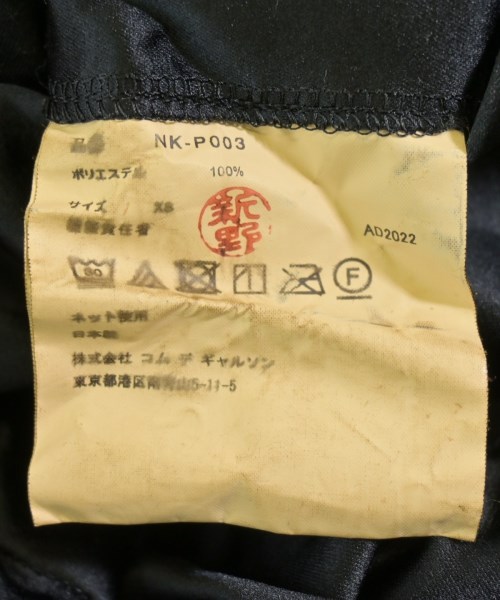 品番 NK-P003
ポリエステル 100%
サイズ XS
新野
AD2022
F
ネット使用
日本製
株式会社 コム デ ギャルソン
東京都港区南青山5-11-5